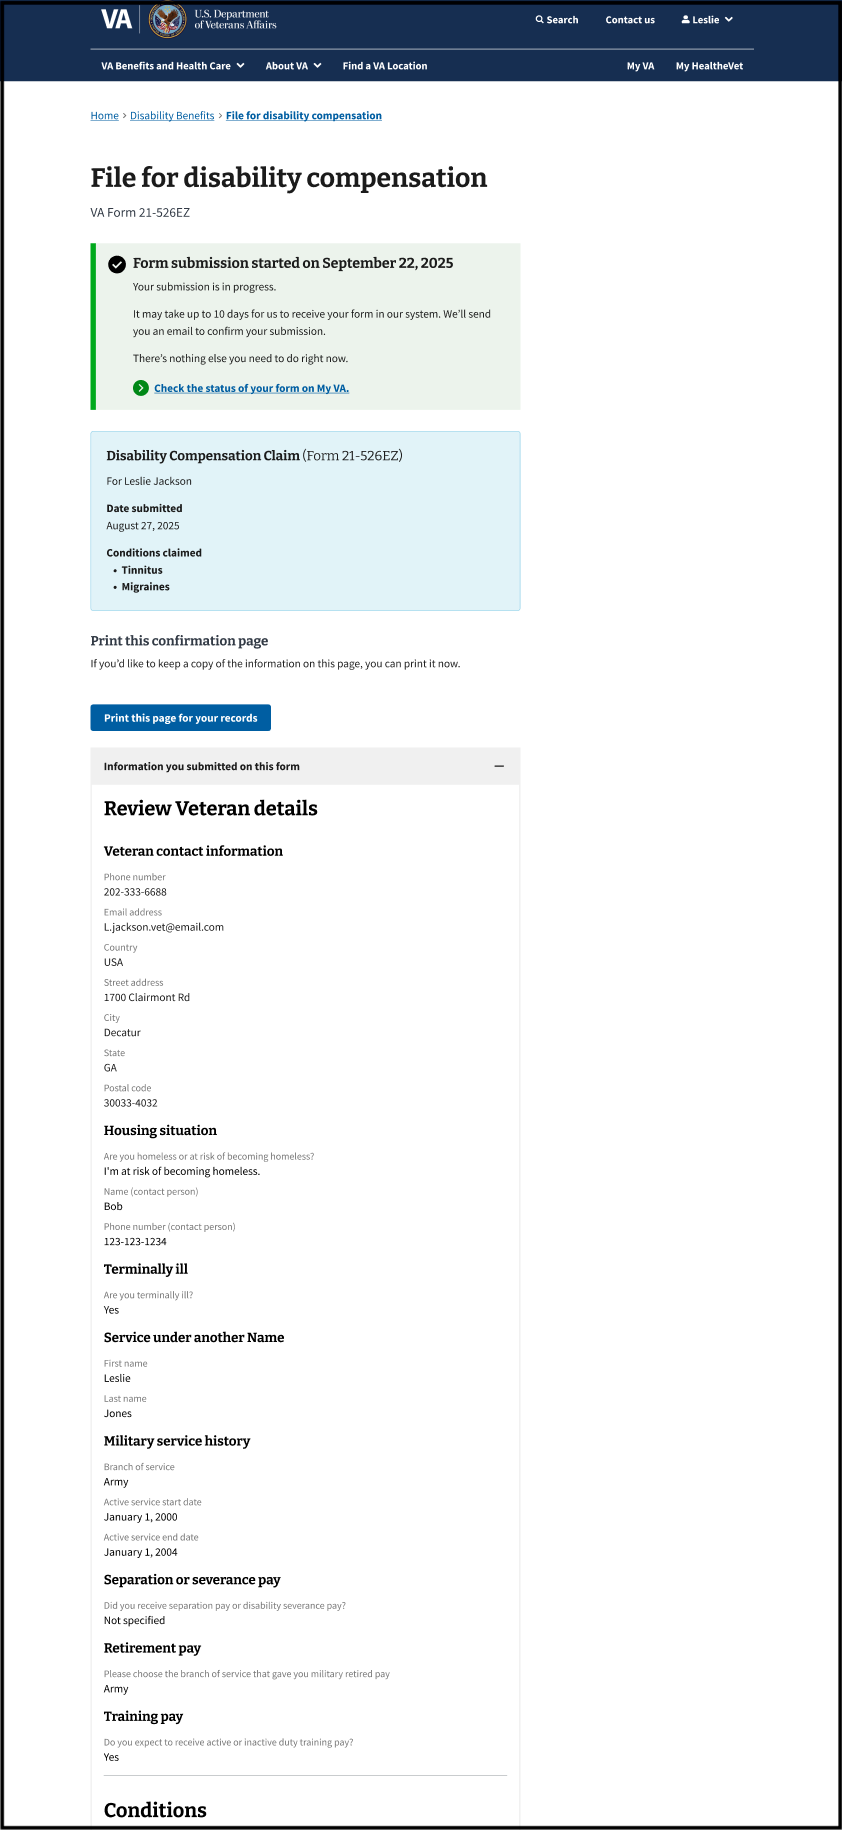 VA
U.S. Department
of Veterans Affairs
Search
Contact us
Leslie
VA Benefits and Health Care
About VA
Find a VA Location
My VA
My HealtheVet
Home › Disability Benefits › File for disability compensation
File for disability compensation
VA Form 21-526EZ
Form submission started on September 22, 2025
Your submission is in progress.
It may take up to 10 days for us to receive your form in our system. We'll send
you an email to confirm your submission.
There's nothing else you need to do right now.
Check the status of your form on My VA.
Disability Compensation Claim (Form 21-526EZ)
For Leslie Jackson
Date submitted
August 27, 2025
Conditions claimed
• Tinnitus
• Migraines
Print this confirmation page
If you'd like to keep a copy of the information on this page, you can print it now.
Print this page for your records
Information you submitted on this form
Review Veteran details
Veteran contact information
Phone number
202-333-6688
Email address
L.jackson.vet@email.com
Country
USA
Street address
1700 Clairmont Rd
City
Decatur
State
GA
Postal code
30033-4032
Housing situation
Are you homeless or at risk of becoming homeless?
I'm at risk of becoming homeless.
Name (contact person)
Bob
Phone number (contact person)
123-123-1234
Terminally ill
Are you terminally ill?
Yes
Service under another Name
First name
Leslie
Last name
Jones
Military service history
Branch of service
Army
Active service start date
January 1, 2000
Active service end date
January 1, 2004
Separation or severance pay
Did you receive separation pay or disability severance pay?
Not specified
Retirement pay
Please choose the branch of service that gave you military retired pay
Army
Training pay
Do you expect to receive active or inactive duty training pay?
Yes
Conditions